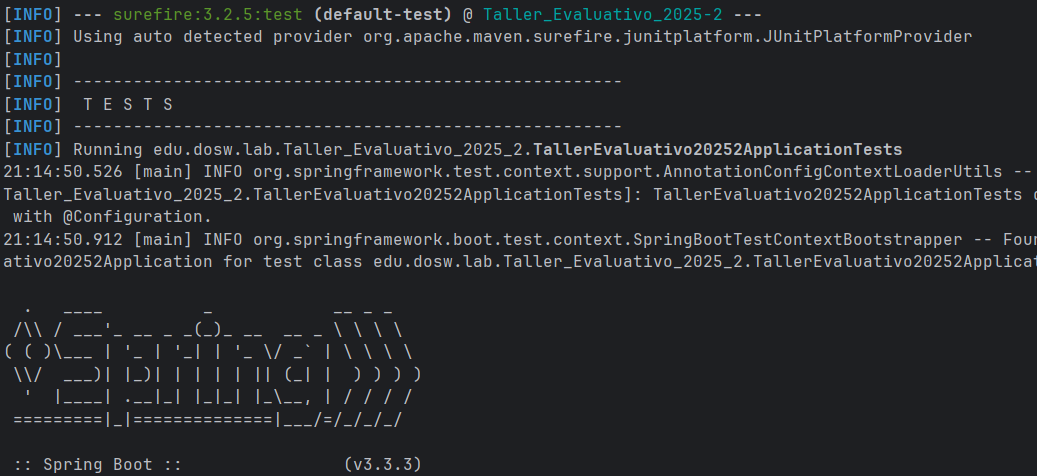 [INFO] --- surefire:3.2.5:test (default-test) @ Taller_Evaluativo_2025-2 ---
[INFO] Using auto detected provider org.apache.maven.surefire.junitplatform.JUnitPlatformProvider
[INFO]
[INFO] -------------------------------------------------------
[INFO]  T E S T S
[INFO] -------------------------------------------------------
[INFO] Running edu.dosw.lab.Taller_Evaluativo_2025_2.TallerEvaluativo20252ApplicationTests
21:14:50.526 [main] INFO org.springframework.test.context.support.AnnotationConfigContextLoaderUtils --
Taller_Evaluativo_2025_2.TallerEvaluativo20252ApplicationTests]: TallerEvaluativo20252ApplicationTests
 with @Configuration.
21:14:50.912 [main] INFO org.springframework.boot.test.context.SpringBootTestContextBootstrapper -- Foun
ativo20252Application for test class edu.dosw.lab.Taller_Evaluativo_2025_2.TallerEvaluativo20252Applicat
  .   ____          _            __ _ _
 /\\ / ___'_ __ _ _(_)_ __  __ _ \ \ \ \
( ( )\___ | '_ | '_| | '_ \/ _` | \ \ \ \
 \\/  ___)| |_)| | | | | || (_| |  ) ) ) )
  '  |____| .__|_| |_|_| |_\__, | / / / /
 =========|_|==============|___/=/_/_/_/
 :: Spring Boot ::                (v3.3.3)